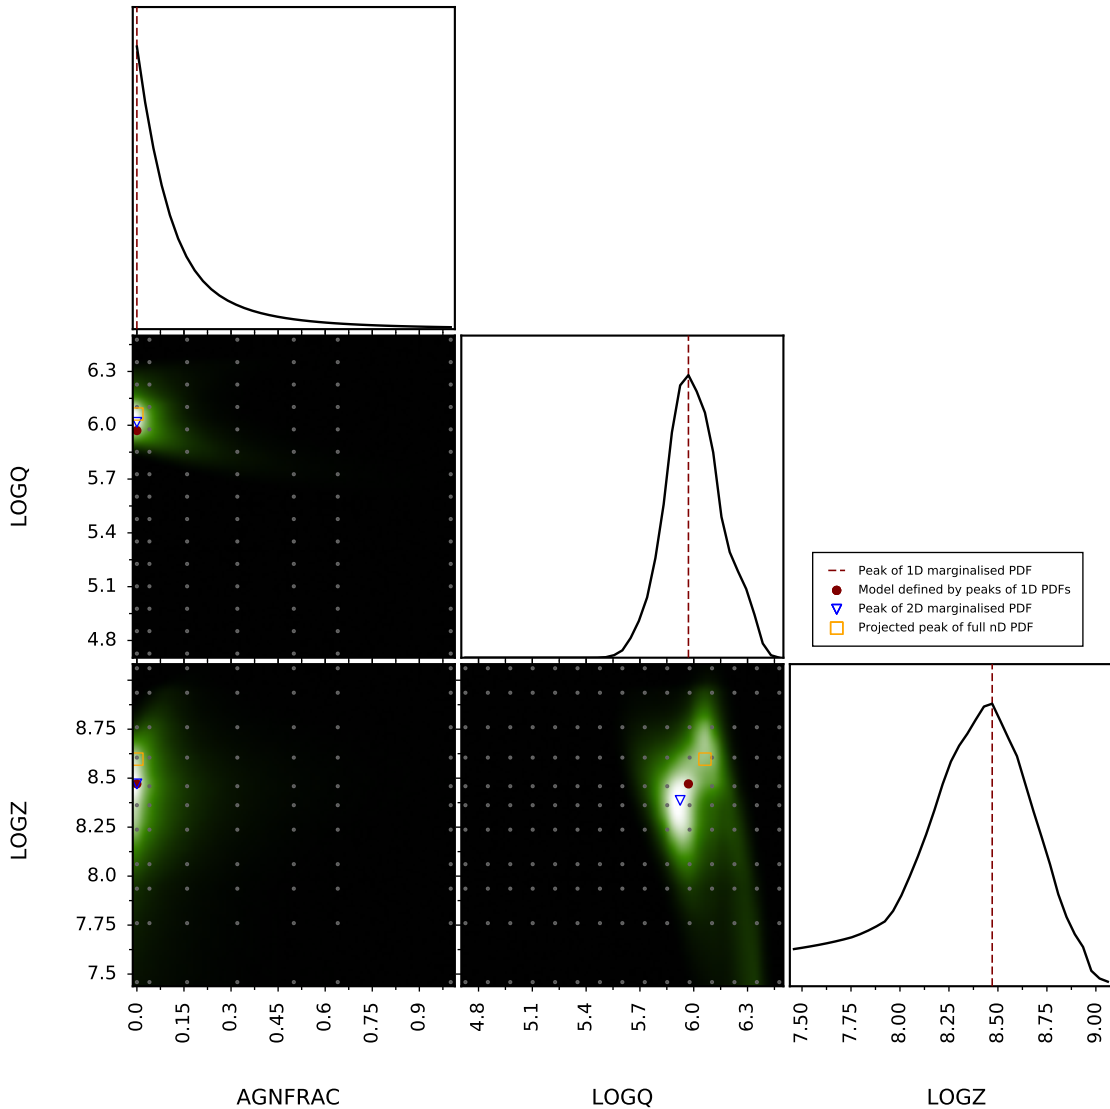 6.3
6.0
5.7
5.4
5.1
4.8
LOGQ
Peak of 1D marginalised PDF
Model defined by peaks of 1D PDFs
Peak of 2D marginalised PDF
Projected peak of full nD PDF
8.75
8.5
8.25
8.0
7.75
7.5
LOGZ
0.0 0.15 0.3 0.45 0.6 0.75 0.9
4.8 5.1 5.4 5.7 6.0 6.3
7.50 7.75 8.00 8.25 8.50 8.75 9.00
AGNFRAC LOGQ LOGZ